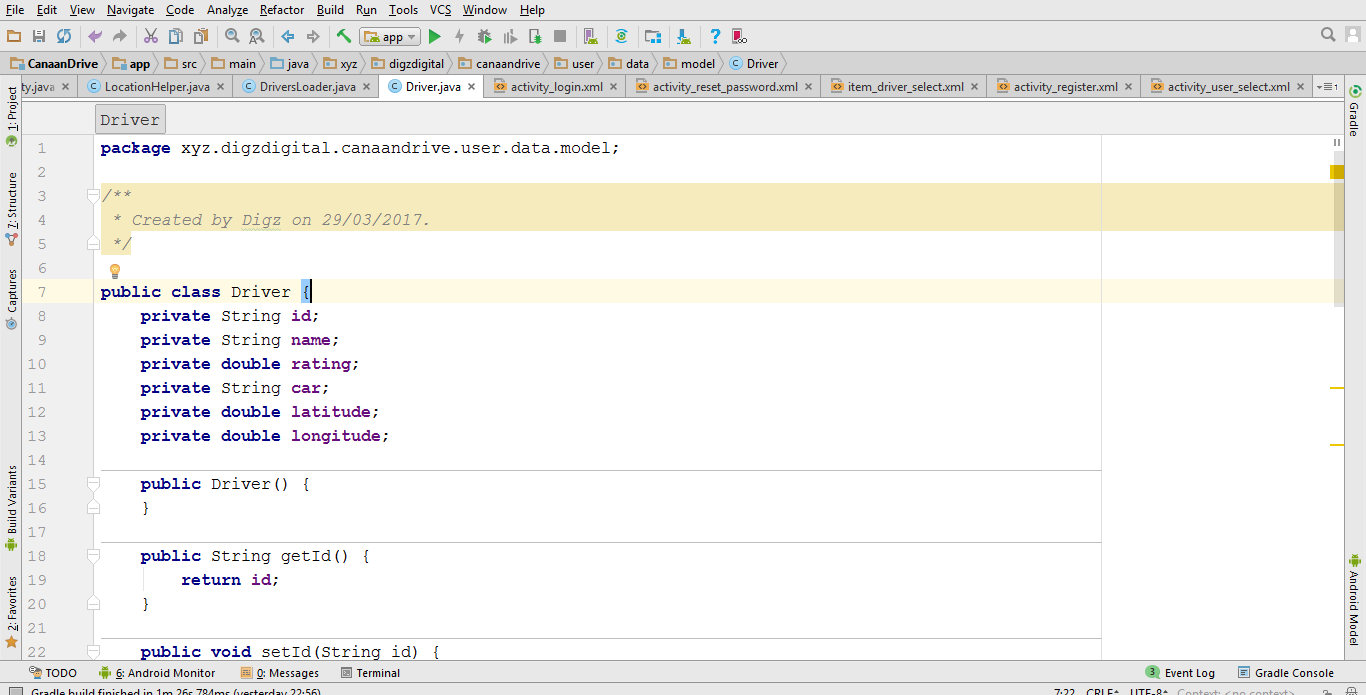 File Edit View Navigate Code Analyze Refactor Build Run Tools VCS Window Help
app
CanaanDrive app src main java xyz digzdigital canaandrive user data model Driver
ty.java LocationHelper.java DriversLoader.java Driver.java activity_login.xml activity_reset_password.xml item_driver_select.xml activity_register.xml activity_user_select.xml
1: Project
7: Structure
Captures
Build Variants
2: Favorites
Driver
1 package xyz.digzdigital.canaandrive.user.data.model;
2
3 /**
4 * Created by Digz on 29/03/2017.
5 */
6
7 public class Driver {
8 private String id;
9 private String name;
10 private double rating;
11 private String car;
12 private double latitude;
13 private double longitude;
14
15 public Driver() {
16 }
17
18 public String getId() {
19 return id;
20 }
21
22 public void setId(String id) {
Gradle
Android Model
TODO 6: Android Monitor 0: Messages Terminal 3 Event Log Gradle Console
Gradle build finished in 1m 26s 784ms (yesterday 22:56) 7:22 CRLF UTF-8 Context: <no context>